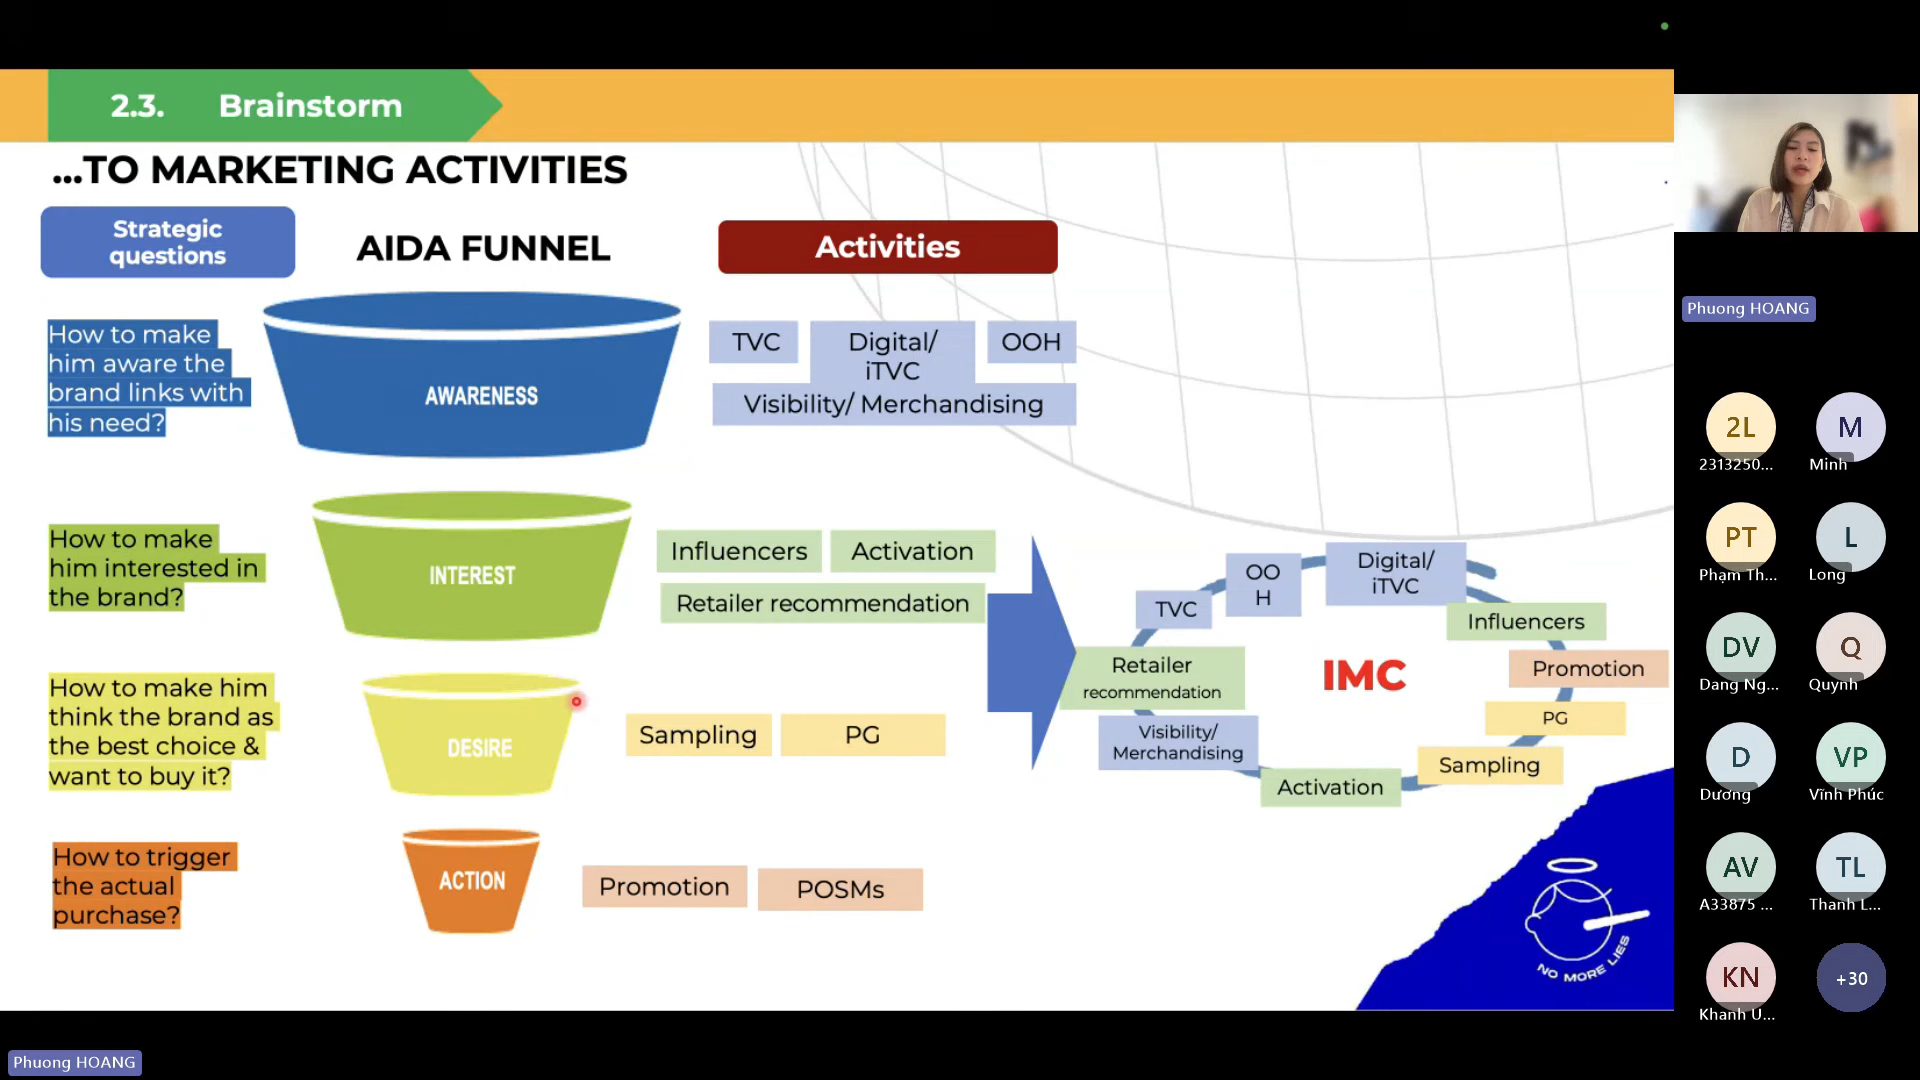 2.3. Brainstorm
...TO MARKETING ACTIVITIES
Strategic
questions
AIDA FUNNEL
Activities
How to make
him aware the
brand links with
his need?
AWARENESS
TVC
Digital/
iTVC
OOH
Visibility/ Merchandising
How to make
him interested in
the brand?
INTEREST
Influencers
Activation
Retailer recommendation
How to make him
think the brand as
the best choice &
want to buy it?
DESIRE
Sampling
PG
How to trigger
the actual
purchase?
ACTION
Promotion
POSMs
TVC
OO
H
Digital/
iTVC
Influencers
Promotion
PG
Sampling
Activation
Visibility/
Merchandising
Retailer
recommendation
IMC
NO MORE LIES
Phuong HOANG
2L
2313250...
M
Minh
PT
Phạm Th...
L
Long
DV
Dang Ng...
Q
Quynh
D
Dương
VP
Vĩnh Phúc
AV
A33875 ...
TL
Thanh L...
KN
Khanh U...
+30
Phuong HOANG